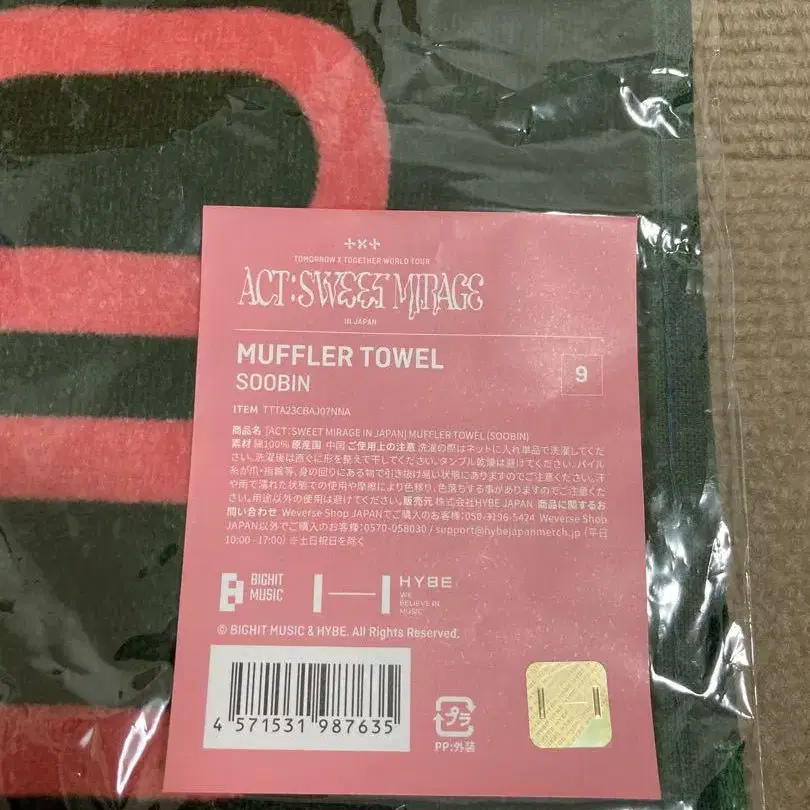 TOMORROW X TOGETHER WORLD TOUR
ACT:SWEET MIRAGE
IN JAPAN
MUFFLER TOWEL
SOOBIN
9
ITEM TTTA23CBAJ07NNA
商品名 [ACT:SWEET MIRAGE IN JAPAN] MUFFLER TOWEL (SOOBIN)
素材 綿100% 原産国 中国 ご使用上の注意 洗濯の際はネットに入れ単品で洗濯してくだ
さい。洗濯後は直ぐに形を整えて干してください。タンブル乾燥は避けてください。パイル
糸が爪・指輪等、身の回りにある物で引き抜け易い状態にありますのでご注意ください。汗
や雨で濡れた状態での使用や摩擦により色移り、色落ちする事がありますのでご注意くださ
い。用途以外の使用は避けてください。販売元 株式会社HYBE JAPAN 商品に関するお
問い合わせ Weverse Shop JAPANでご購入のお客様:050-3196-5424 Weverse Shop
JAPAN以外でご購入のお客様:0570-058030 / support@hybejapanmerch.jp (平日
10:00 - 17:00) ※土日祝日を除く
BIGHIT
MUSIC
HYBE
WE
BELIEVE IN
MUSIC
© BIGHIT MUSIC & HYBE. All Rights Reserved.
4 571531 987635
プラ
PP:外装